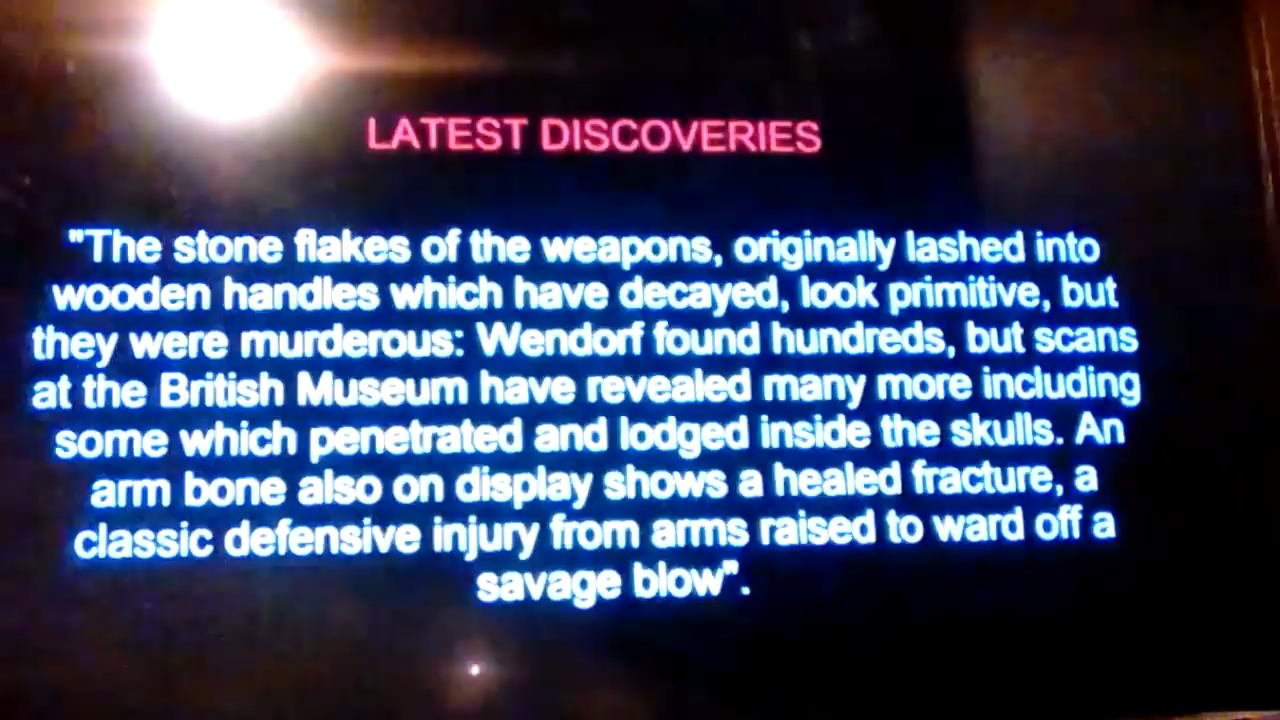 LATEST DISCOVERIES
"The stone flakes of the weapons, originally lashed into
wooden handles which have decayed, look primitive, but
they were murderous: Wendorf found hundreds, but scans
at the British Museum have revealed many more including
some which penetrated and lodged inside the skulls. An
arm bone also on display shows a healed fracture, a
classic defensive injury from arms raised to ward off a
savage blow".